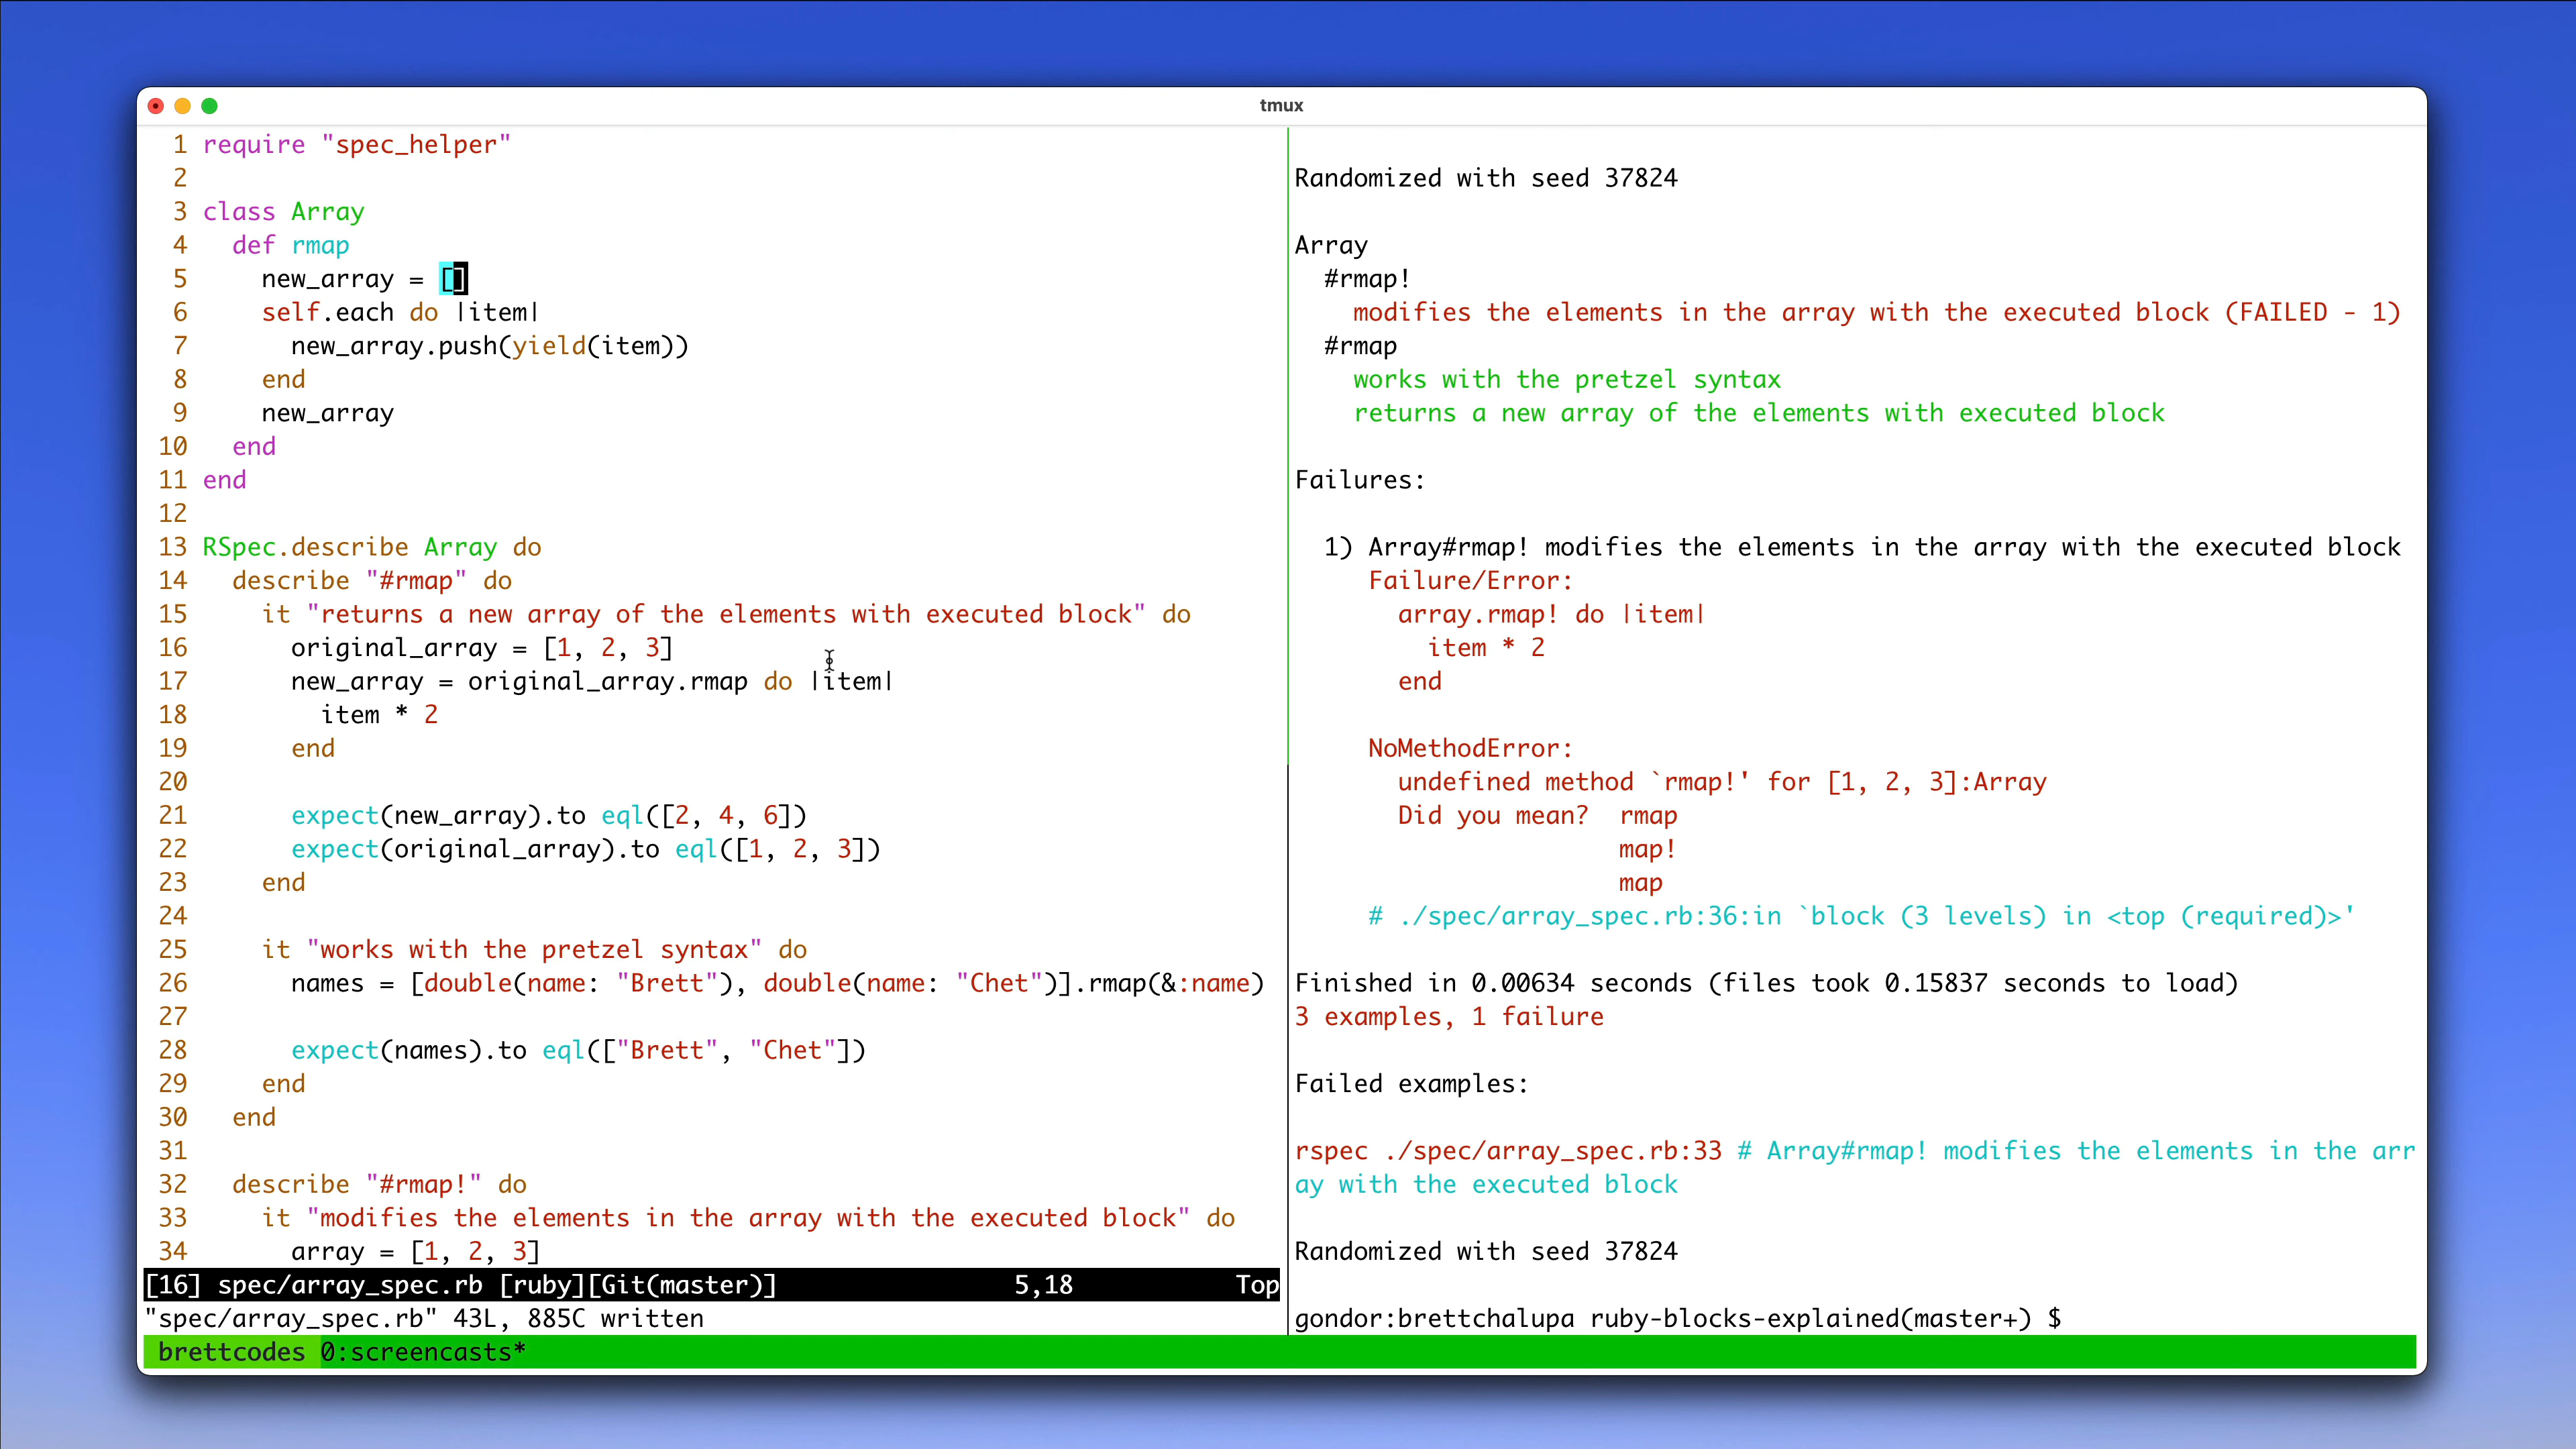 tmux
1 require "spec_helper"
2
3 class Array
4   def rmap
5     new_array = []
6     self.each do |item|
7       new_array.push(yield(item))
8     end
9     new_array
10   end
11 end
12
13 RSpec.describe Array do
14   describe "#rmap" do
15     it "returns a new array of the elements with executed block" do
16       original_array = [1, 2, 3]
17       new_array = original_array.rmap do |item|
18         item * 2
19       end
20
21       expect(new_array).to eql([2, 4, 6])
22       expect(original_array).to eql([1, 2, 3])
23     end
24
25     it "works with the pretzel syntax" do
26       names = [double(name: "Brett"), double(name: "Chet")].rmap(&:name)
27
28       expect(names).to eql(["Brett", "Chet"])
29     end
30   end
31
32   describe "#rmap!" do
33     it "modifies the elements in the array with the executed block" do
34       array = [1, 2, 3]
[16] spec/array_spec.rb [ruby][Git(master)] 5,18 Top
"spec/array_spec.rb" 43L, 885C written
Randomized with seed 37824
Array
  #rmap!
    modifies the elements in the array with the executed block (FAILED - 1)
  #rmap
    works with the pretzel syntax
    returns a new array of the elements with executed block
Failures:
  1) Array#rmap! modifies the elements in the array with the executed block
     Failure/Error:
       array.rmap! do |item|
         item * 2
       end
     NoMethodError:
       undefined method `rmap!' for [1, 2, 3]:Array
       Did you mean?  rmap
                      map!
                      map
     # ./spec/array_spec.rb:36:in `block (3 levels) in <top (required)>'
Finished in 0.00634 seconds (files took 0.15837 seconds to load)
3 examples, 1 failure
Failed examples:
rspec ./spec/array_spec.rb:33 # Array#rmap! modifies the elements in the arr
ay with the executed block
Randomized with seed 37824
gondor:brettchalupa ruby-blocks-explained(master+) $
brettcodes 0:screencasts*